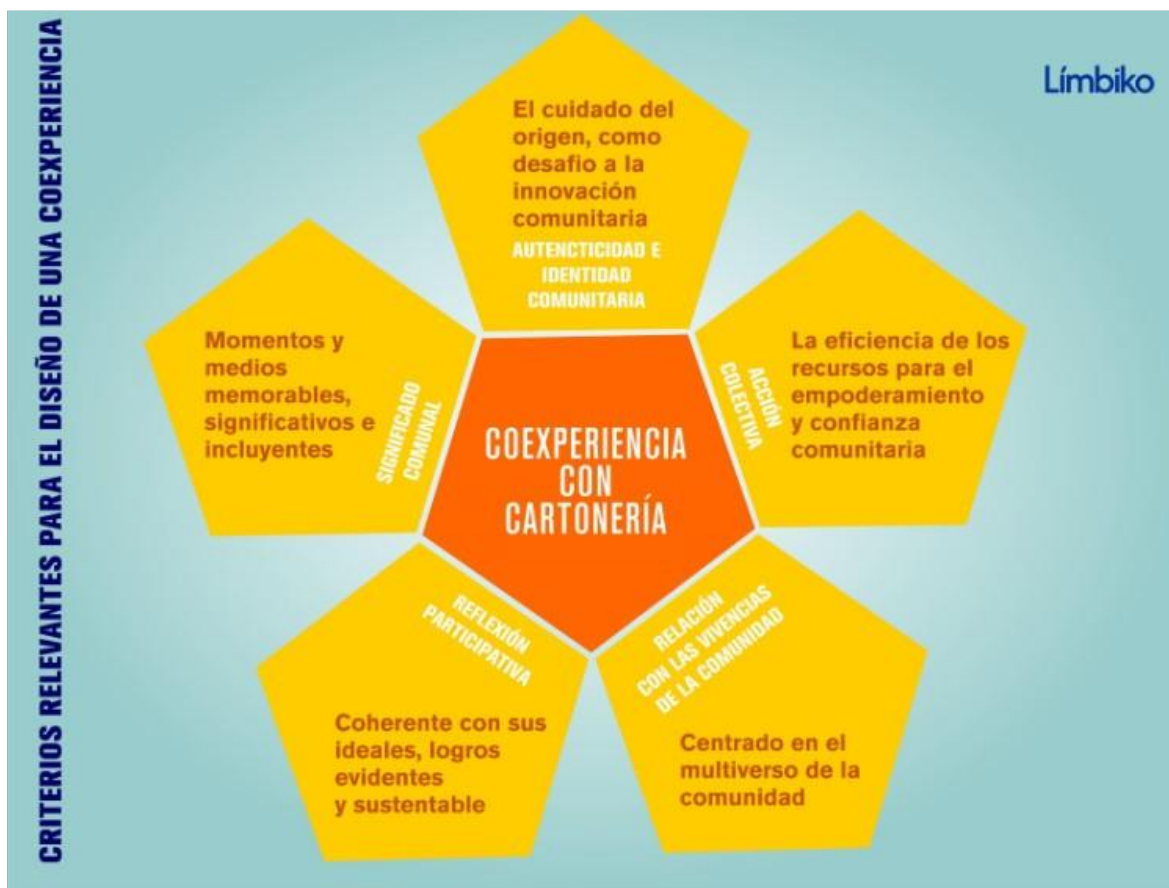 CRITERIOS RELEVANTES PARA EL DISEÑO DE UNA COEXPERIENCIA
Límbiko
El cuidado del
origen, como
desafio a la
innovación
comunitaria
AUTENCTICIDAD E
IDENTIDAD
COMUNITARIA
Momentos y
medios
memorables,
significativos e
incluyentes
SIGNIFICADO
COMUNAL
COEXPERIENCIA
CON
CARTONERÍA
ACCIÓN
COLECTIVA
La eficiencia de los
recursos para el
empoderamiento
y confianza
comunitaria
REFLEXIÓN
PARTICIPATIVA
Coherente con sus
ideales, logros
evidentes
y sustentable
RELACIÓN
CON LAS VIVENCIAS
DE LA COMUNIDAD
Centrado en el
multiverso de la
comunidad